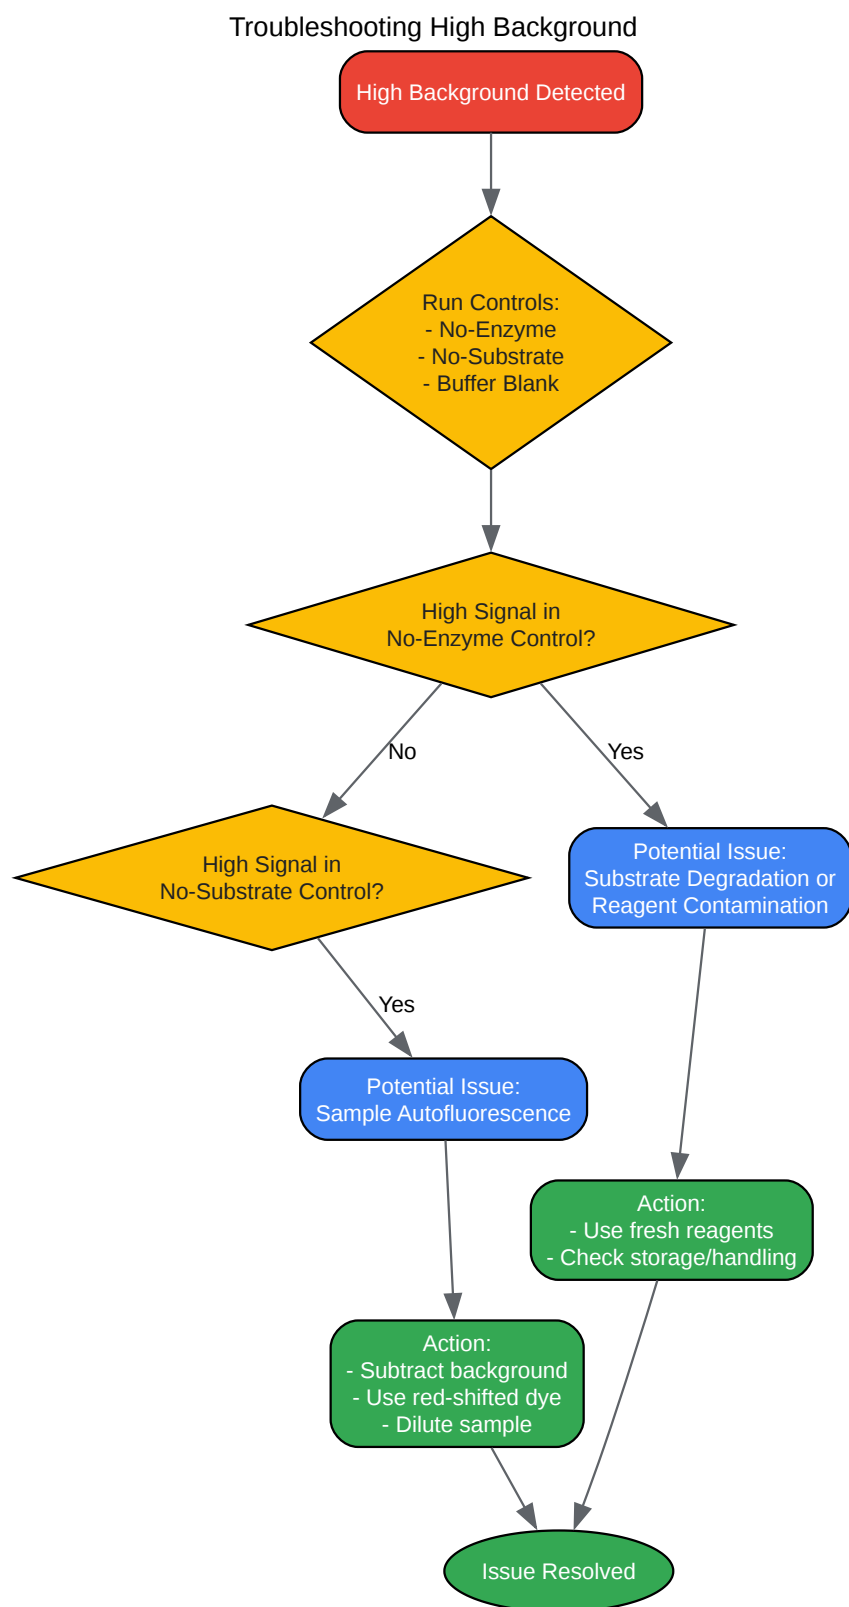 Troubleshooting High Background
High Background Detected
Run Controls:
- No-Enzyme
- No-Substrate
- Buffer Blank
High Signal in
No-Enzyme Control?
No
Yes
High Signal in
No-Substrate Control?
Potential Issue:
Substrate Degradation or
Reagent Contamination
Yes
Potential Issue:
Sample Autofluorescence
Action:
- Use fresh reagents
- Check storage/handling
Action:
- Subtract background
- Use red-shifted dye
- Dilute sample
Issue Resolved